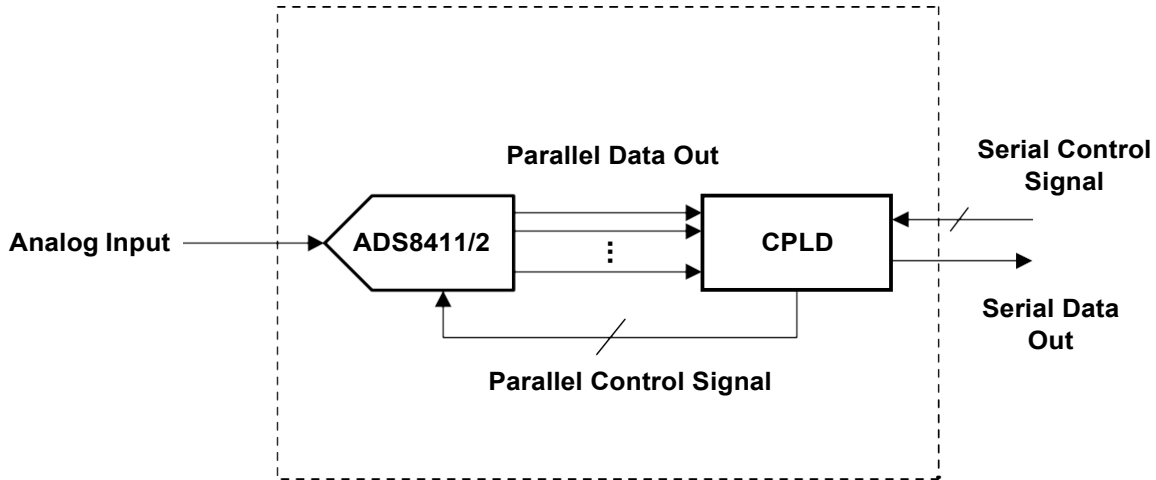 Parallel Data Out
Serial Control
Signal
Analog Input
ADS8411/2
...
CPLD
Serial Data
Out
Parallel Control Signal